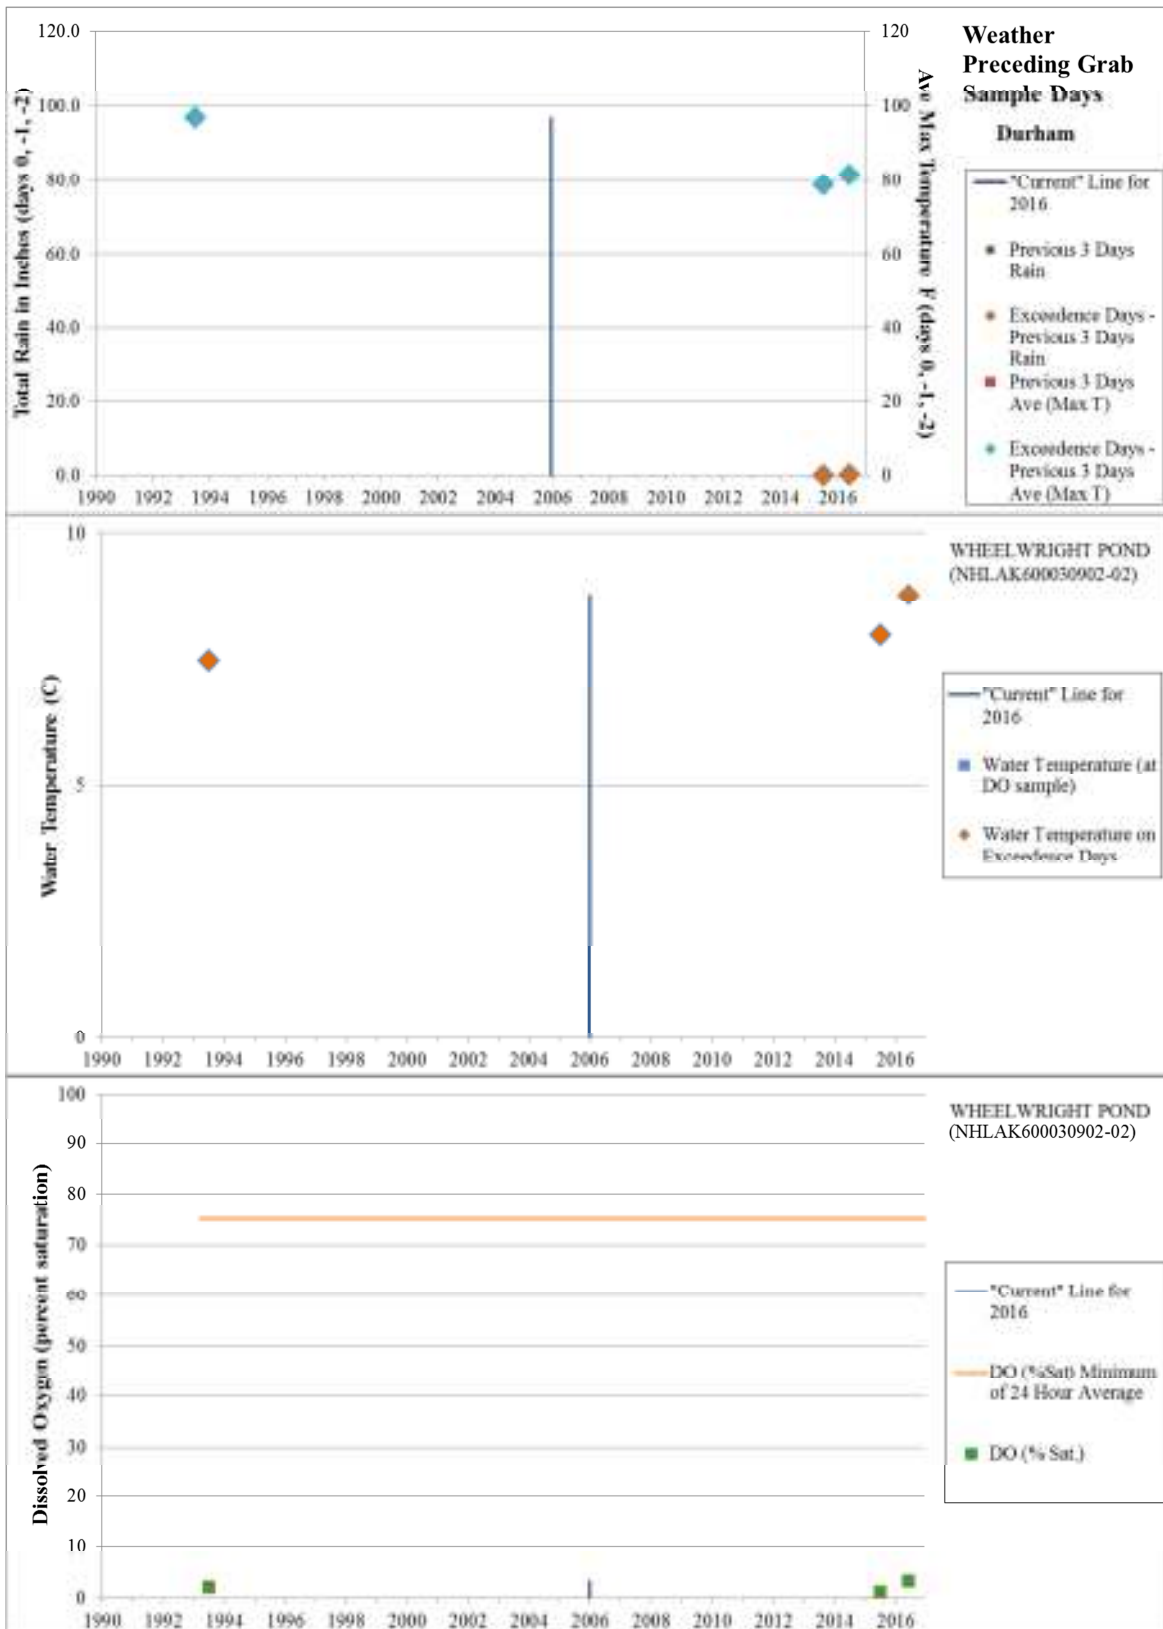 Weather
Preceding Grab
Sample Days
Durham
Total Rain in Inches (days 0, -1, -2)
120.0
100.0
80.0
60.0
40.0
20.0
0.0
120
100
80
60
40
20
0
Ave Max Temperature F (days 0, -1, -2)
1990 1992 1994 1996 1998 2000 2002 2004 2006 2008 2010 2012 2014 2016
"Current" Line for
2016
Previous 3 Days
Rain
Exceedence Days -
Previous 3 Days
Rain
Previous 3 Days
Ave (Max T)
Exceedence Days -
Previous 3 Days
Ave (Max T)
WHEELWRIGHT POND
(NHLAK600030902-02)
Water Temperature (C)
10
5
0
1990 1992 1994 1996 1998 2000 2002 2004 2006 2008 2010 2012 2014 2016
"Current" Line for
2016
Water Temperature (at
DO sample)
Water Temperature on
Exceedence Days
WHEELWRIGHT POND
(NHLAK600030902-02)
Dissolved Oxygen (percent saturation)
100
90
80
70
60
50
40
30
20
10
0
1990 1992 1994 1996 1998 2000 2002 2004 2006 2008 2010 2012 2014 2016
"Current" Line for
2016
DO (%Sat) Minimum
of 24 Hour Average
DO (% Sat.)